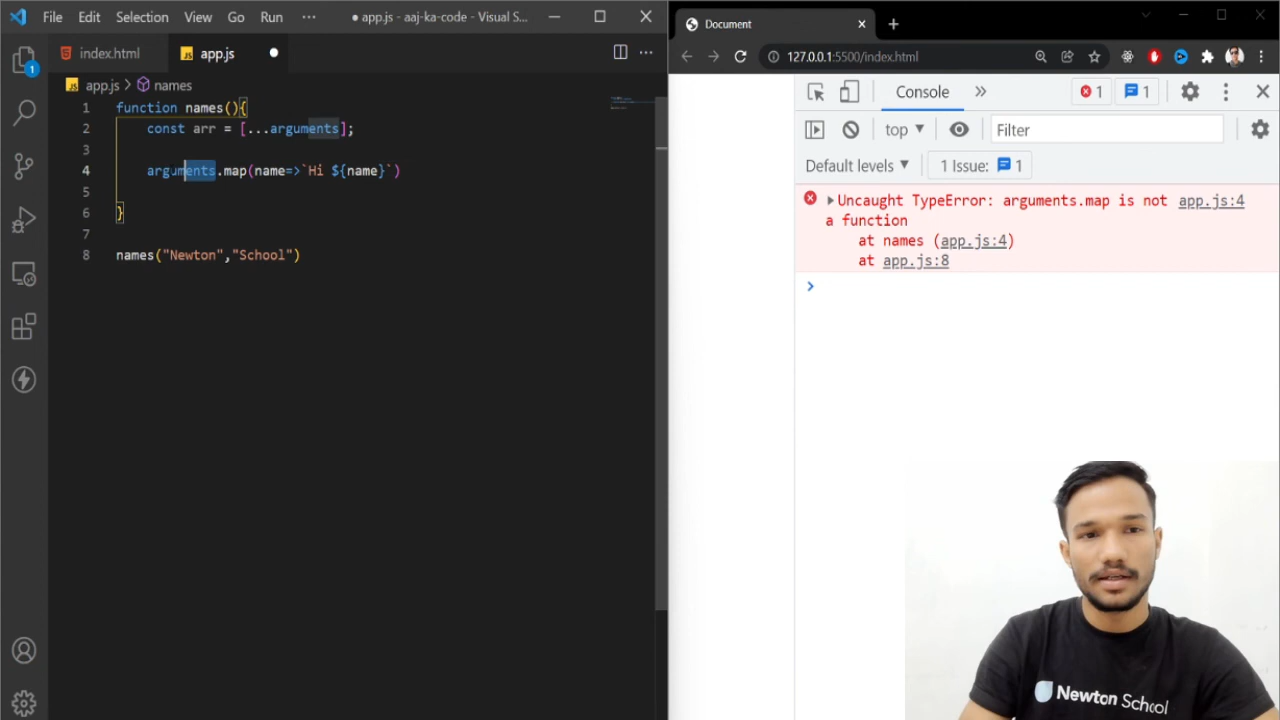 File Edit Selection View Go Run ··· ● app.js - aaj-ka-code - Visual S...
index.html
app.js
app.js > names
1 function names(){
2 const arr = [...arguments];
3
4 arguments.map(name=>`Hi ${name}`)
5
6 }
7
8 names("Newton","School")
1
Document
127.0.0.1:5500/index.html
Console » 1 1
top Filter
Default levels 1 Issue: 1
Uncaught TypeError: arguments.map is not app.js:4
a function
at names (app.js:4)
at app.js:8
Newton School